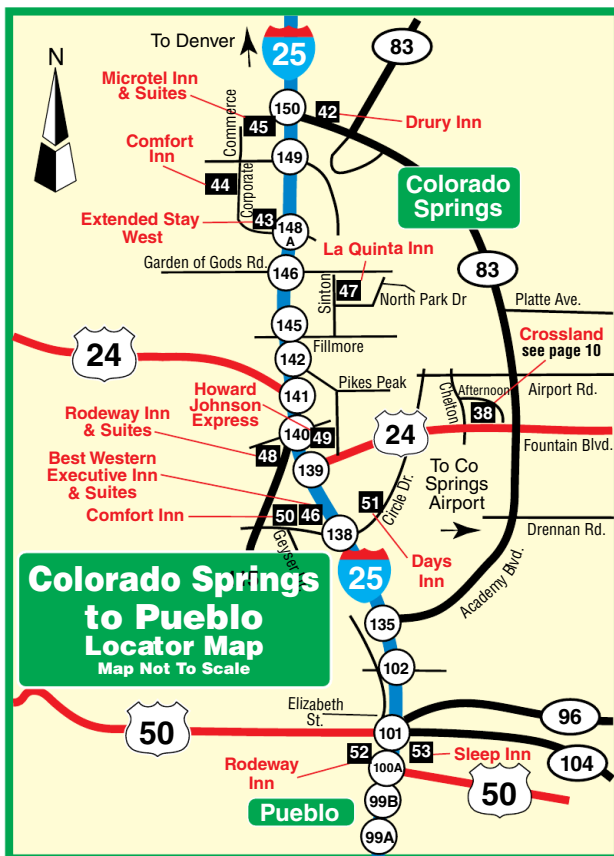 To Denver
N
25
83
Microtel Inn
& Suites
150
42
Drury Inn
45
Commerce
Comfort
Inn
149
44
Corporate
Colorado
Springs
Extended Stay
West
43
148
A
La Quinta Inn
Garden of Gods Rd.
146
83
47
Sinton
North Park Dr
Platte Ave.
145
Fillmore
Crossland
see page 10
24
142
Pikes Peak
Afternoon
Airport Rd.
Chelton
38
141
Howard
Johnson
Express
Rodeway Inn
& Suites
140
49
24
Fountain Blvd.
48
139
Best Western
Executive Inn
& Suites
To Co
Springs
Airport
Circle Dr.
51
Comfort Inn
50
46
138
Drennan Rd.
Geyser
Days
Inn
25
Academy Blvd.
Colorado Springs
to Pueblo
Locator Map
Map Not To Scale
135
102
Elizabeth
St.
96
50
101
52
53
Sleep Inn
104
Rodeway
Inn
100A
50
99B
Pueblo
99A